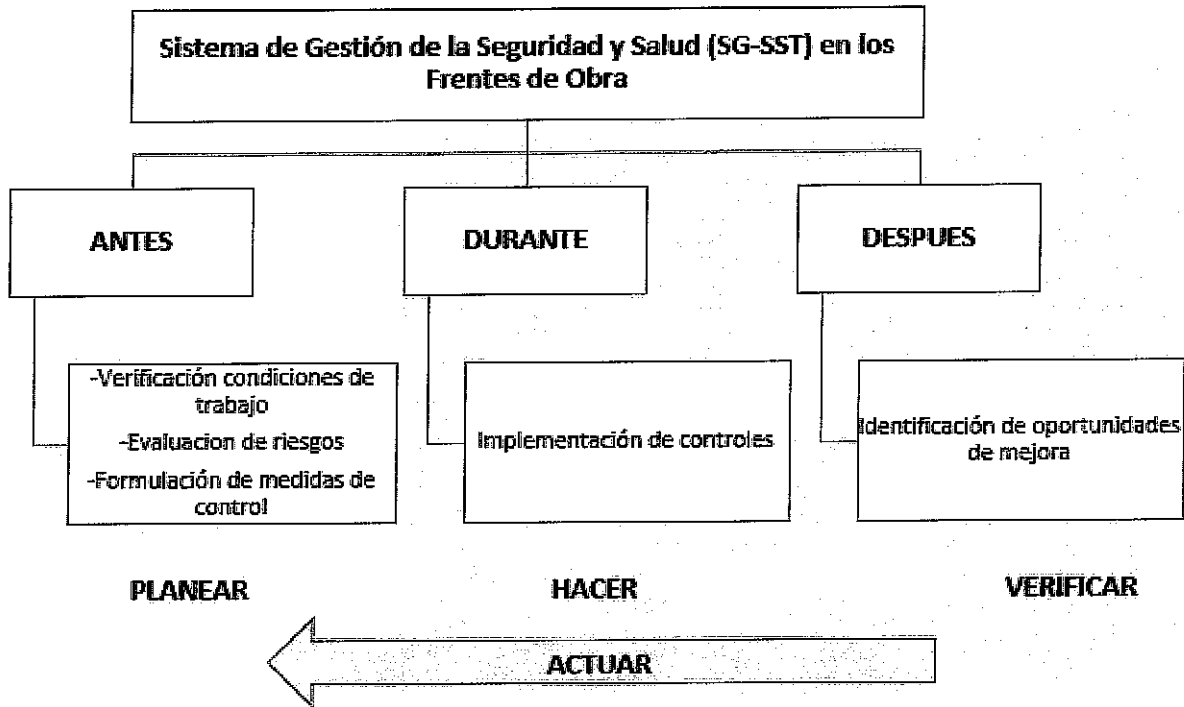 Sistema de Gestión de la Seguridad y Salud (SG-SST) en los
Frentes de Obra
ANTES
DURANTE
DESPUES
-Verificación condiciones de
trabajo
-Evaluacion de riesgos
-Formulación de medidas de
control
Implementación de controles
Identificación de oportunidades
de mejora
PLANEAR
HACER
VERIFICAR
ACTUAR